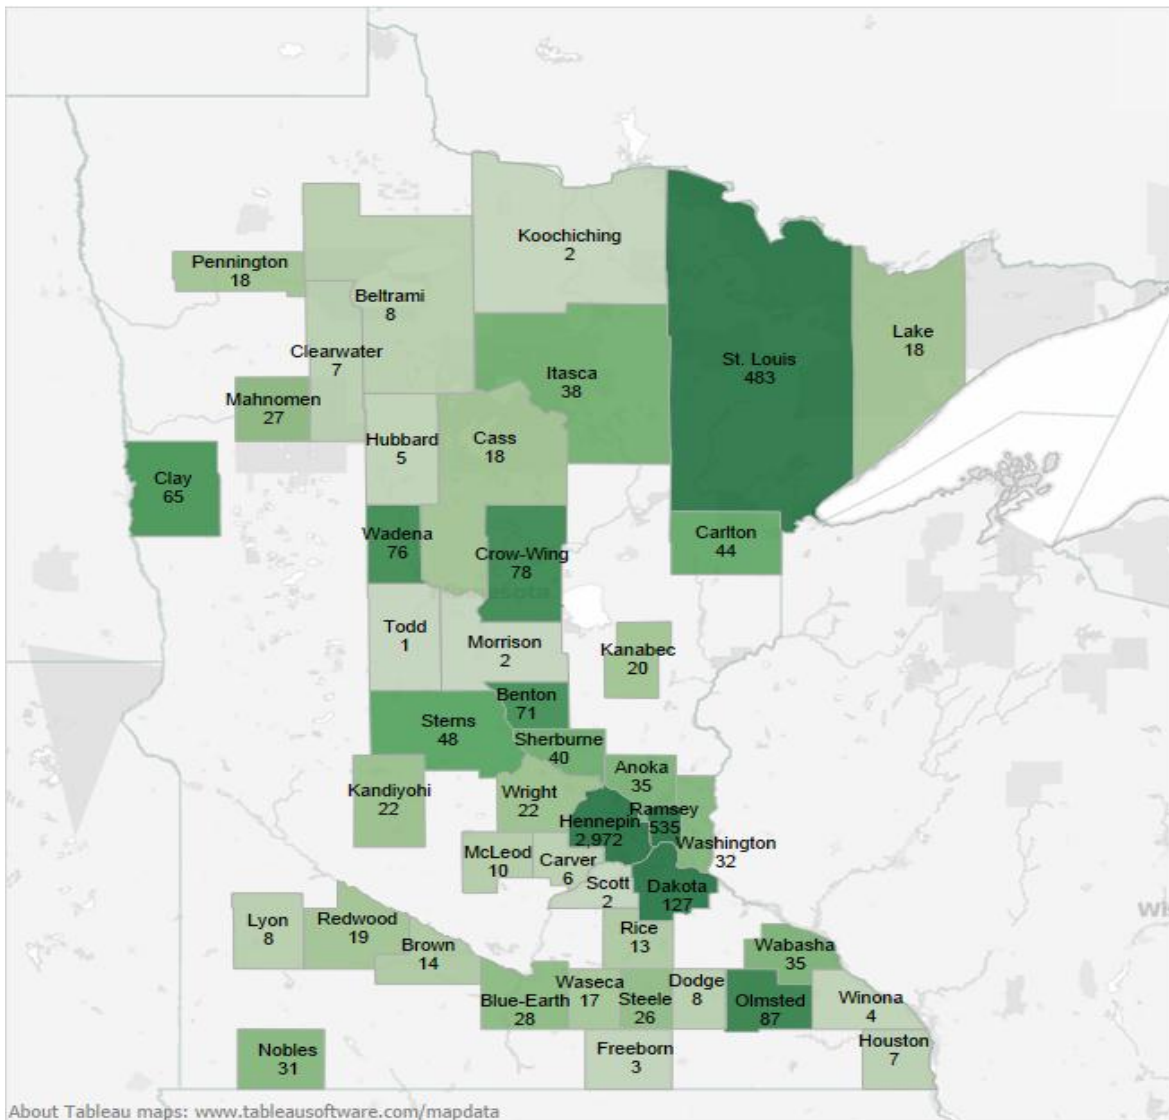 Koochiching
2
Pennington
18
Beltrami
8
Lake
18
Clearwater
7
St. Louis
483
Itasca
38
Mahnomen
27
Hubbard
5
Cass
18
Clay
65
Wadena
76
Crow-Wing
78
Carlton
44
Todd
1
Morrison
2
Kanabec
20
Benton
71
Sterns
48
Sherburne
40
Anoka
35
Kandiyohi
22
Wright
22
Ramsey
535
Hennepin
2,972
Washington
32
McLeod
10
Carver
6
Scott
2
Dakota
127
Lyon
8
Redwood
19
Brown
14
Rice
13
Wabasha
35
Blue-Earth
28
Waseca
17
Steele
26
Dodge
8
Olmsted
87
Winona
4
Nobles
31
Freeborn
3
Houston
7
About Tableau maps: www.tableausoftware.com/mapdata